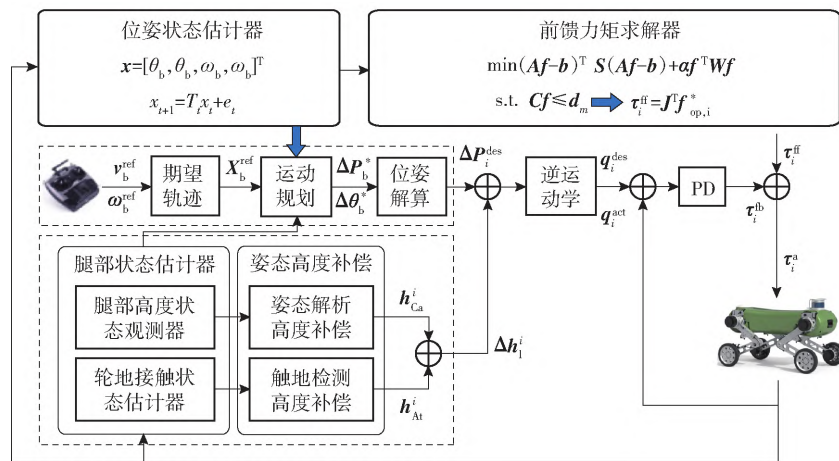 位姿状态估计器
x=[θb,θb,ωb,ωb]T
xt+1=Ttxt+et
前馈力矩求解器
min(Af-b)T S(Af-b)+αfTWf
s.t. Cf≤dm τiff=JTf*op,i
vbref
ωbref
期望
轨迹
Xbref
运动
规划
ΔPb*
Δθb*
位姿
解算
ΔPides
逆运
动学
qides
qiact
PD
τiff
τifb
τia
腿部状态估计器
腿部高度状
态观测器
轮地接触状
态估计器
姿态高度补偿
姿态解析
高度补偿
触地检测
高度补偿
hiCa
hiAt
Δhil